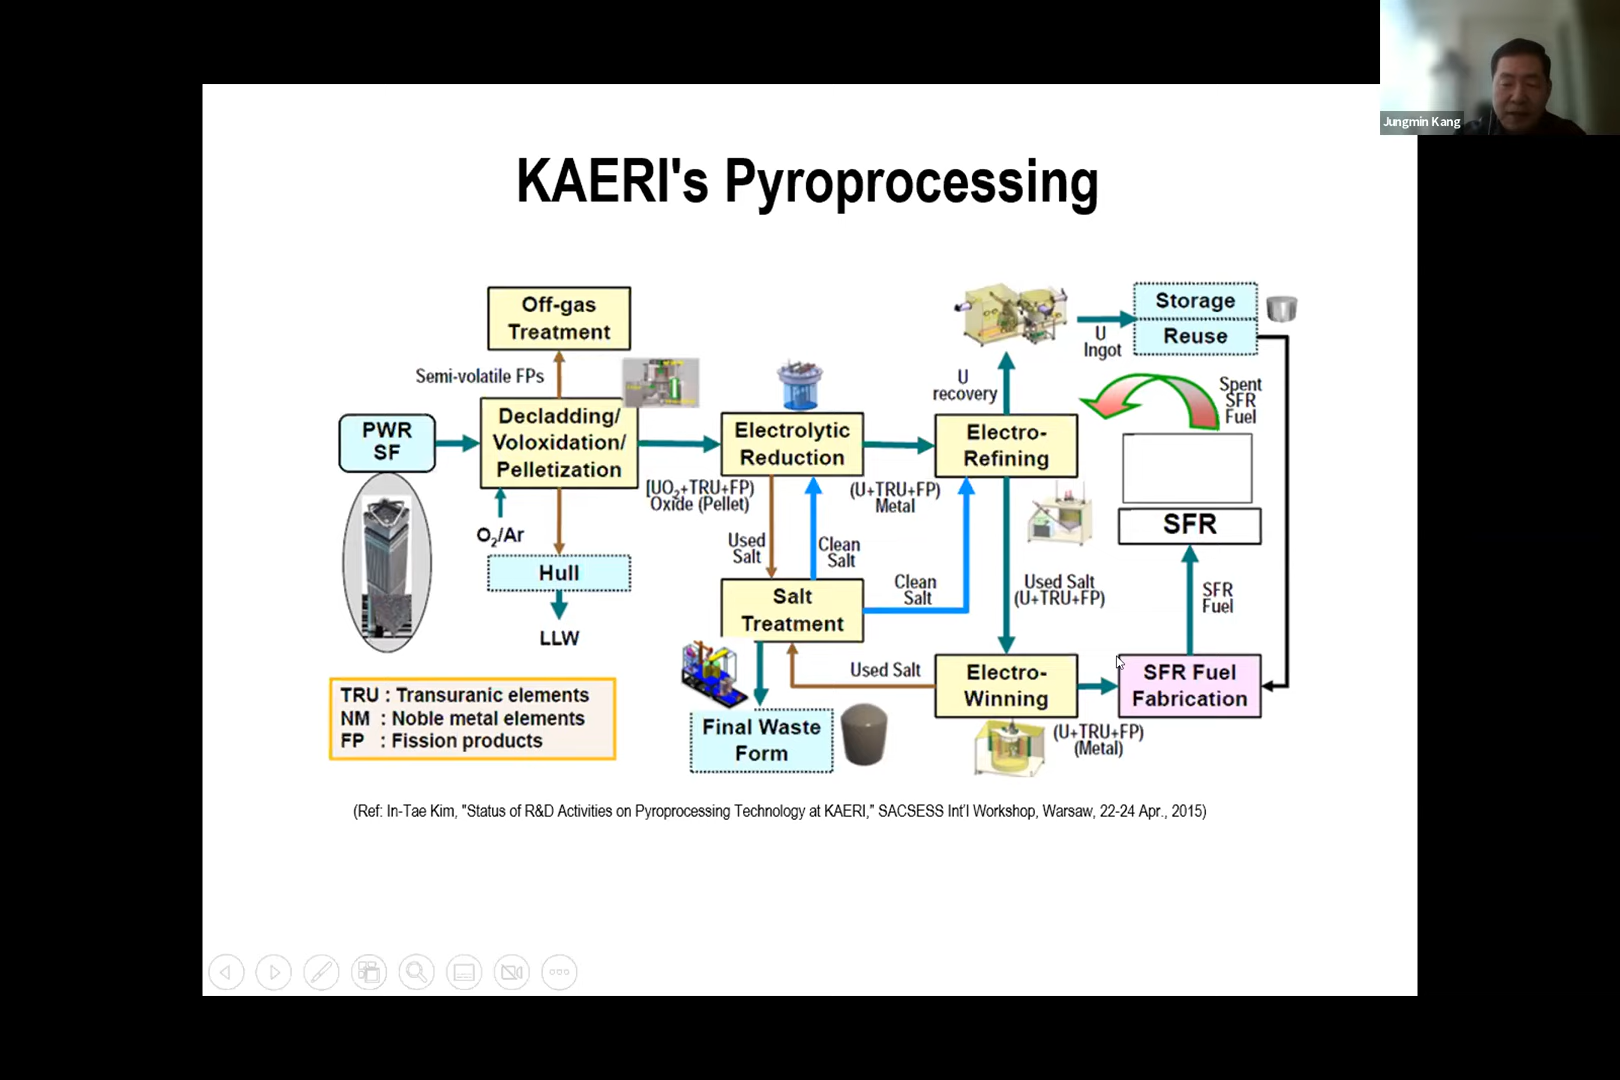 Jungmin Kang
KAERI's Pyroprocessing
Off-gas
Treatment
Semi-volatile FPs
PWR
SF
Decladding/
Voloxidation/
Pelletization
O₂/Ar
Hull
LLW
[UO₂+TRU+FP)
Oxide (Pellet)
Electrolytic
Reduction
(U+TRU+FP)
Metal
Used
Salt
Clean
Salt
Salt
Treatment
Clean
Salt
Used Salt
Final Waste
Form
U
recovery
Electro-
Refining
Used Salt
(U+TRU+FP)
Electro-
Winning
(U+TRU+FP)
(Metal)
U
Ingot
Storage
Reuse
Spent
SFR
Fuel
SFR
SFR
Fuel
SFR Fuel
Fabrication
TRU : Transuranic elements
NM : Noble metal elements
FP : Fission products
(Ref: In-Tae Kim, "Status of R&D Activities on Pyroprocessing Technology at KAERI," SACSESS Int'l Workshop, Warsaw, 22-24 Apr., 2015)